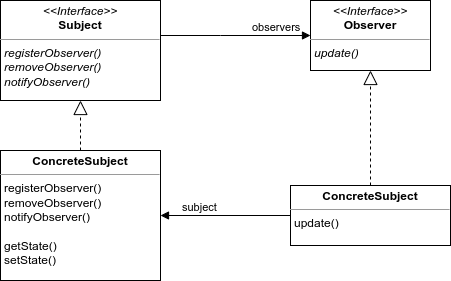 <<Interface>>
Subject
registerObserver()
removeObserver()
notifyObserver()
observers
<<Interface>>
Observer
update()
ConcreteSubject
registerObserver()
removeObserver()
notifyObserver()
getState()
setState()
subject
ConcreteSubject
update()